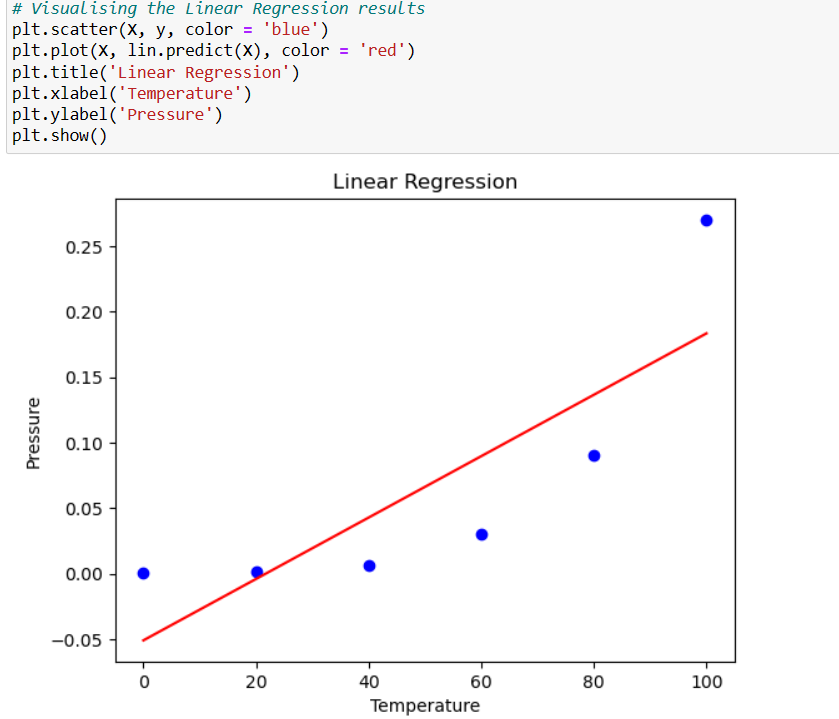 # Visualising the Linear Regression results
plt.scatter(X, y, color = 'blue')
plt.plot(X, lin.predict(X), color = 'red')
plt.title('Linear Regression')
plt.xlabel('Temperature')
plt.ylabel('Pressure')
plt.show()
Linear Regression
0.25
0.20
0.15
0.10
0.05
0.00
−0.05
Pressure
0 20 40 60 80 100
Temperature